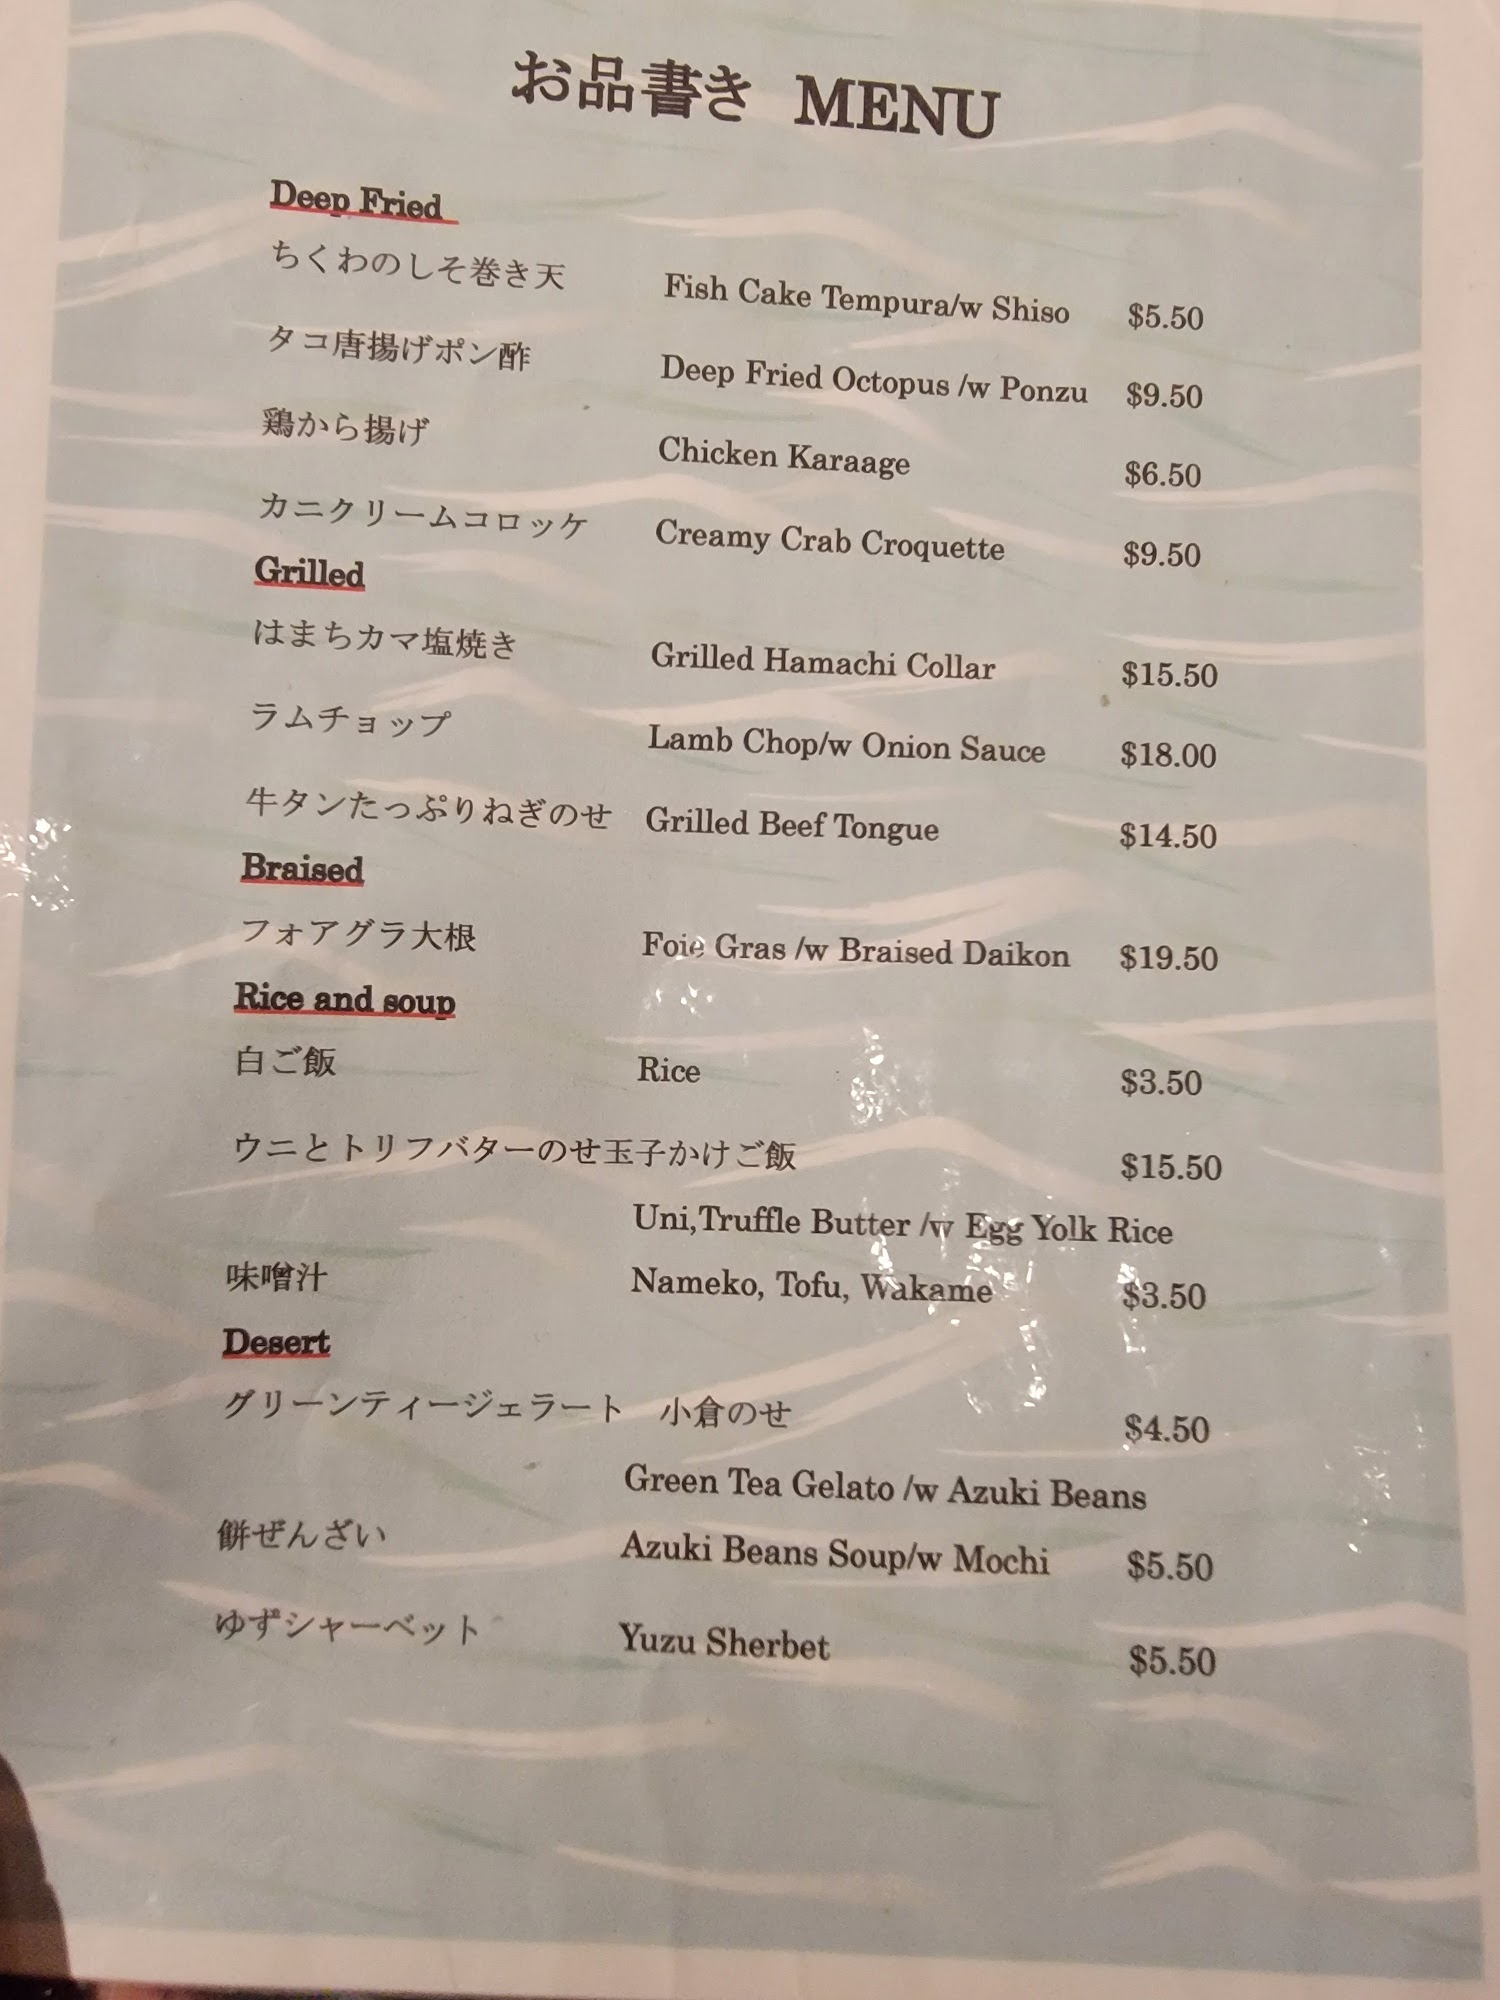 お品書き MENU
Deep Fried
ちくわのしそ巻き天 Fish Cake Tempura/w Shiso $5.50
タコ唐揚げポン酢 Deep Fried Octopus /w Ponzu $9.50
鶏から揚げ Chicken Karaage $6.50
カニクリームコロッケ Creamy Crab Croquette $9.50
Grilled
はまちカマ塩焼き Grilled Hamachi Collar $15.50
ラムチョップ Lamb Chop/w Onion Sauce $18.00
牛タンたっぷりねぎのせ Grilled Beef Tongue $14.50
Braised
フォアグラ大根 Foie Gras /w Braised Daikon $19.50
Rice and soup
白ご飯 Rice $3.50
ウニとトリフバターのせ玉子かけご飯 $15.50
Uni,Truffle Butter /w Egg Yolk Rice
味噌汁 Nameko, Tofu, Wakame $3.50
Desert
グリーンティージェラート 小倉のせ $4.50
Green Tea Gelato /w Azuki Beans
餅ぜんざい Azuki Beans Soup/w Mochi $5.50
ゆずシャーベット Yuzu Sherbet $5.50